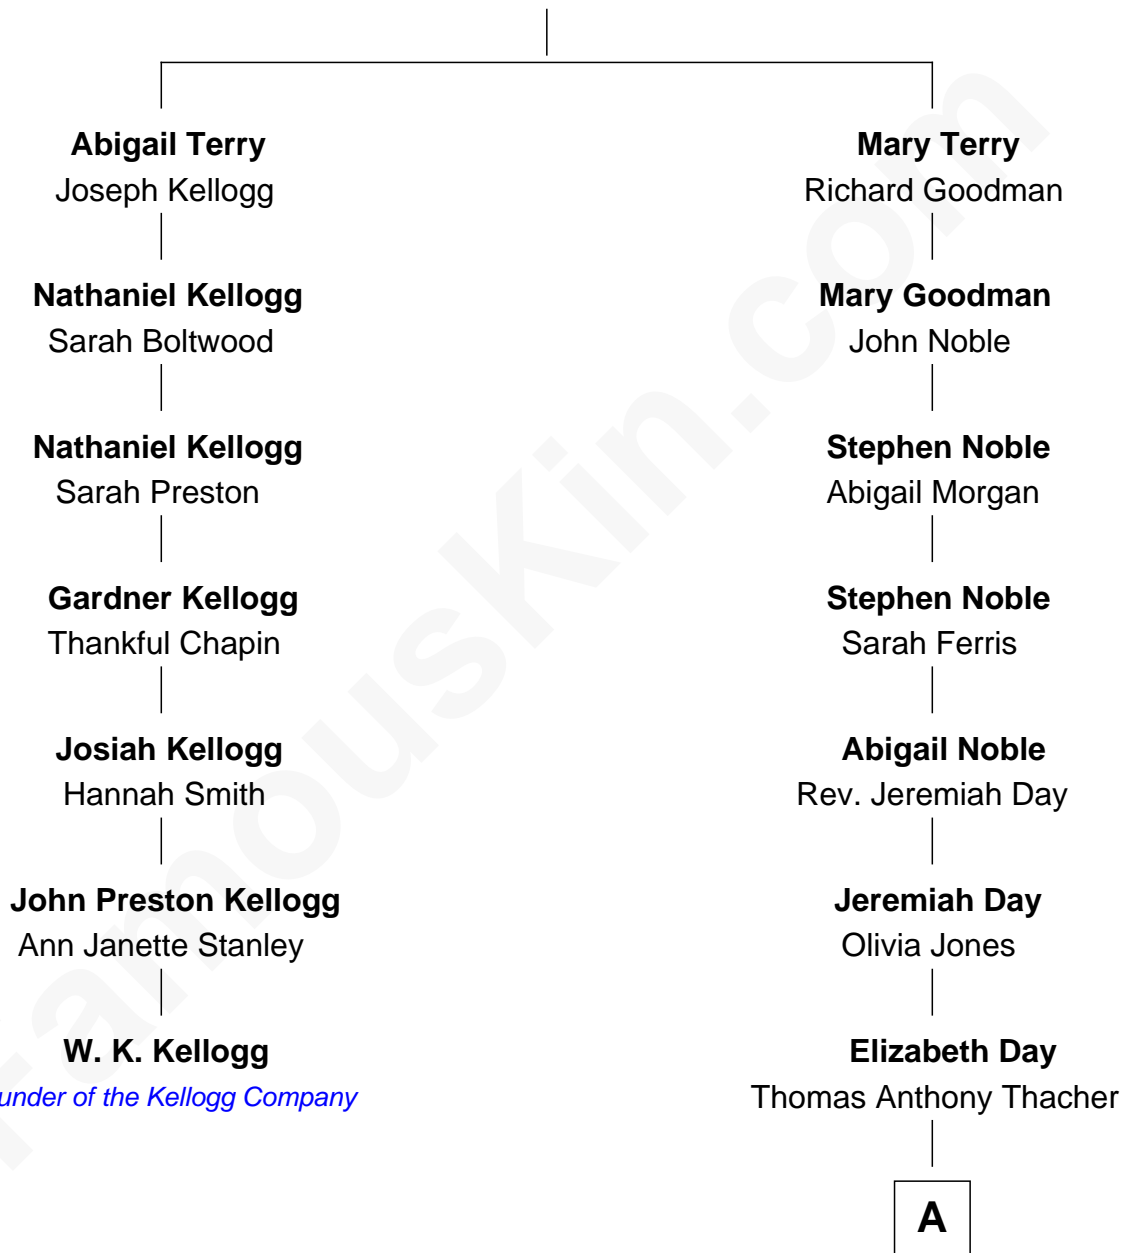 Abigail Terry
Joseph Kellogg
Nathaniel Kellogg
Sarah Boltwood
Nathaniel Kellogg
Sarah Preston
Gardner Kellogg
Thankful Chapin
Josiah Kellogg
Hannah Smith
John Preston Kellogg
Ann Janette Stanley
W. K. Kellogg
under of the Kellogg Company
Mary Terry
Richard Goodman
Mary Goodman
John Noble
Stephen Noble
Abigail Morgan
Stephen Noble
Sarah Ferris
Abigail Noble
Rev. Jeremiah Day
Jeremiah Day
Olivia Jones
Elizabeth Day
Thomas Anthony Thacher
A
FamousKin.com